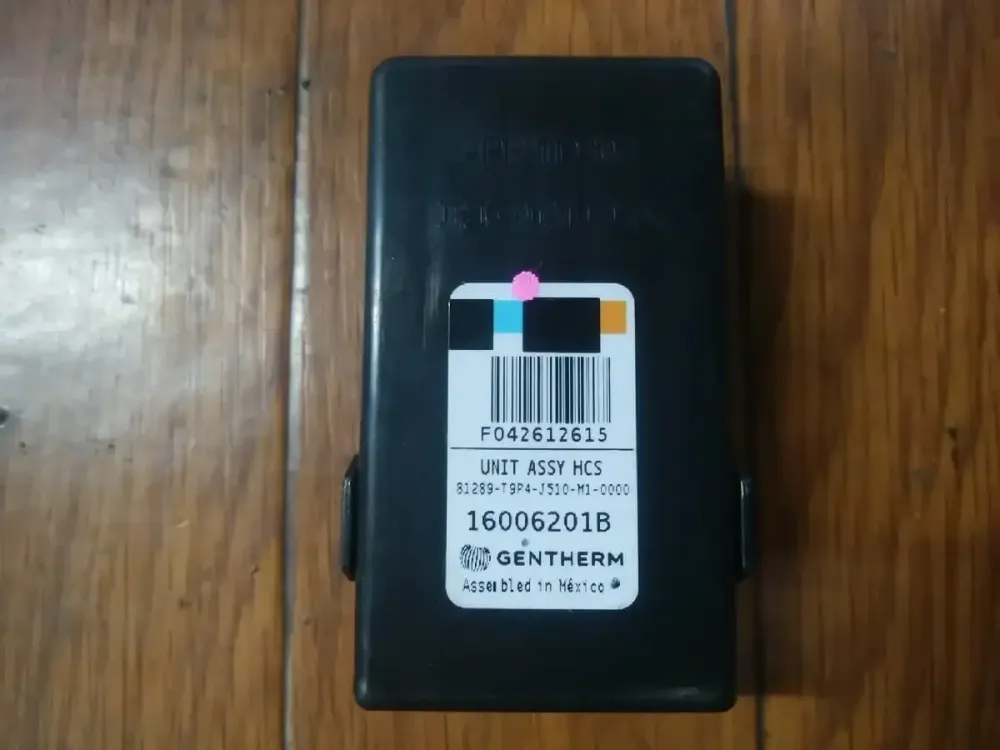 F042612615
UNIT ASSY HCS
81289-T9P4-J510-M1-0000
16006201B
GENTHERM
Assembled in México